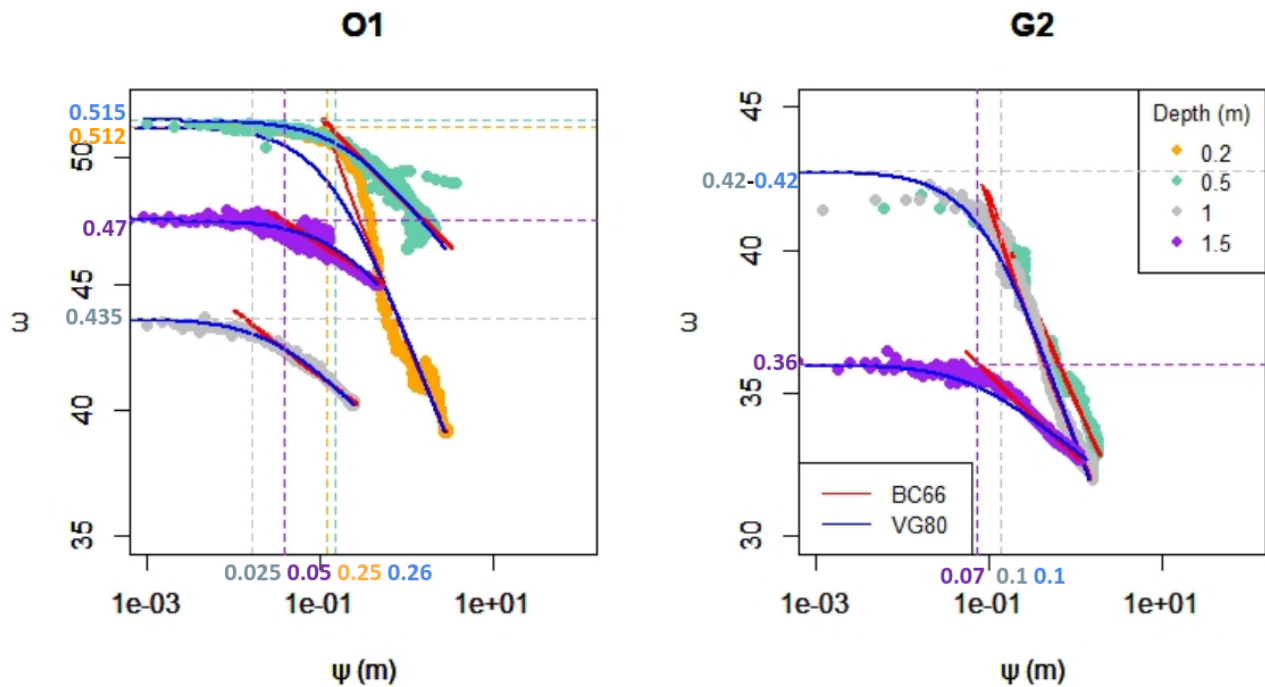 O1
G2
0.515
0.512
50
0.47
45
0.435
40
35
ω
0.025 0.05 0.25 0.26
1e-03 1e-01 1e+01
ψ (m)
45
0.42-0.42
40
0.36
35
30
ω
Depth (m)
0.2
0.5
1
1.5
BC66
VG80
0.07 0.1 0.1
1e-03 1e-01 1e+01
ψ (m)